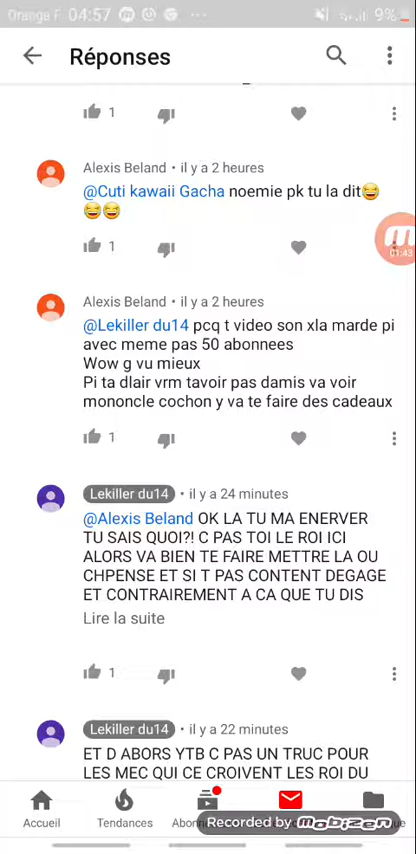 Orange F 04:57
9%
Réponses
1
Alexis Beland • il y a 2 heures
@Cuti kawaii Gacha noemie pk tu la dit😂
😂😂
1
01:43
Alexis Beland • il y a 2 heures
@Lekiller du14 pcq t video son xla marde pi
avec meme pas 50 abonnees
Wow g vu mieux
Pi ta dlair vrm tavoir pas damis va voir
mononcle cochon y va te faire des cadeaux
1
Lekiller du14 • il y a 24 minutes
@Alexis Beland OK LA TU MA ENERVER
TU SAIS QUOI?! C PAS TOI LE ROI ICI
ALORS VA BIEN TE FAIRE METTRE LA OU
CHPENSE ET SI T PAS CONTENT DEGAGE
ET CONTRAIREMENT A CA QUE TU DIS
Lire la suite
1
Lekiller du14 • il y a 22 minutes
ET D ABORS YTB C PAS UN TRUC POUR
LES MEC QUI CE CROIVENT LES ROI DU
Accueil Tendances Abonn
Recorded by mobizen